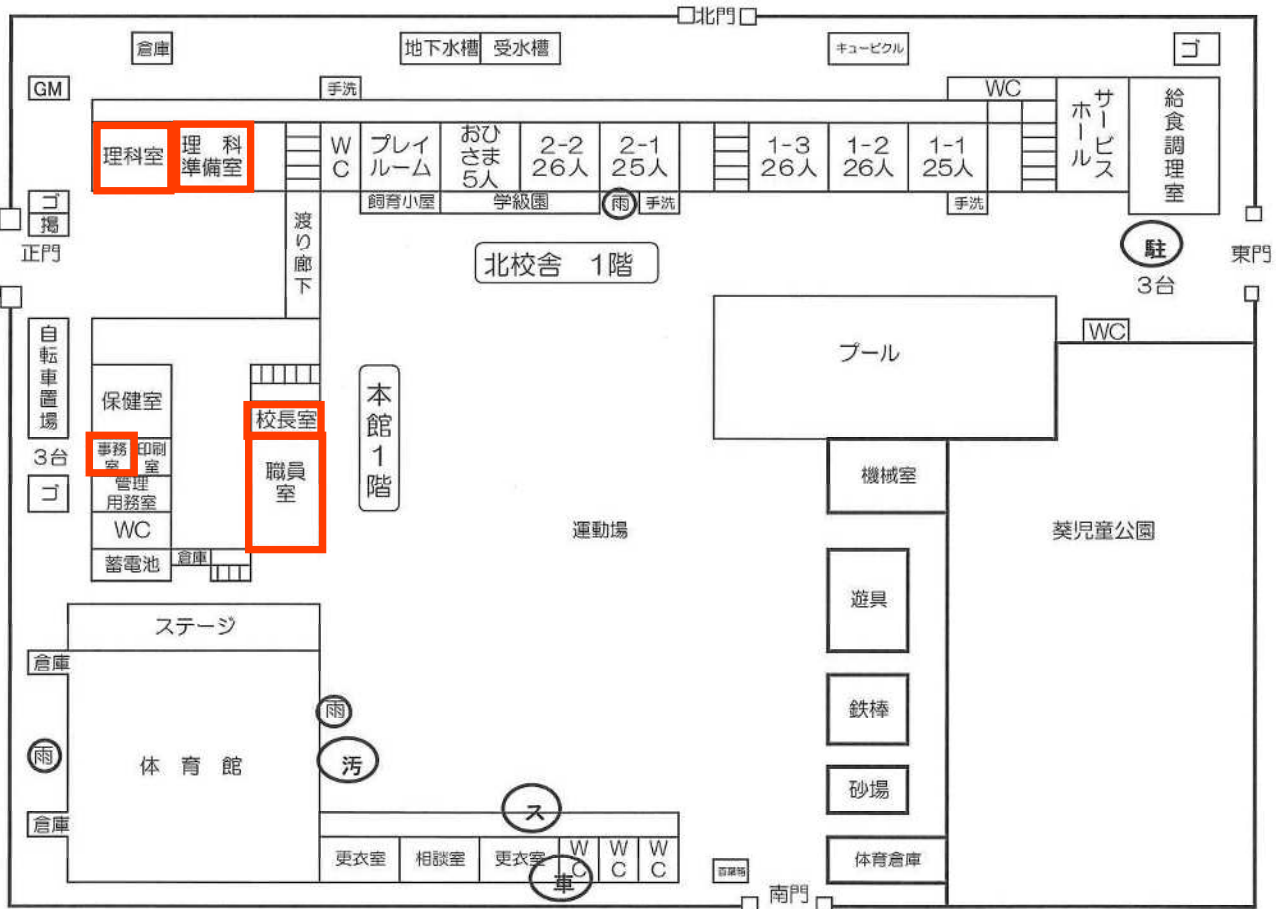 北門
倉庫
地下水槽
受水槽
キュービクル
ゴ
GM
手洗
WC
理科室
理科
準備室
WC
プレイ
ルーム
おひ
さま
5人
2-2
26人
2-1
25人
1-3
26人
1-2
26人
1-1
25人
サービス
ホール
給食調理室
ゴ
掲
正門
飼育小屋
学級園
雨
手洗
手洗
渡り廊下
北校舎 1階
駐
3台
東門
自転車置場
3台
ゴ
保健室
事務
室
印刷
室
管理
用務室
WC
蓄電池
倉庫
校長室
職員
室
本館1階
プール
WC
機械室
運動場
葵児童公園
遊具
鉄棒
砂場
体育倉庫
ステージ
倉庫
雨
体育館
倉庫
雨
汚
ス
更衣室
相談室
更衣室
WC
WC
WC
車
百葉箱
南門